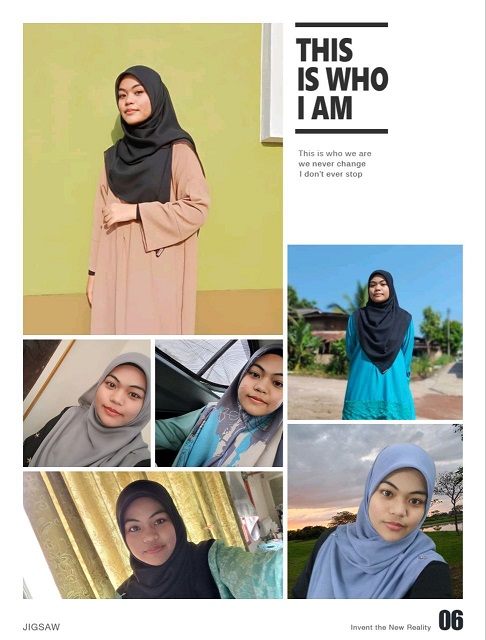 THIS
IS WHO
I AM
This is who we are
we never change
I don't ever stop
JIGSAW
Invent the New Reality 06